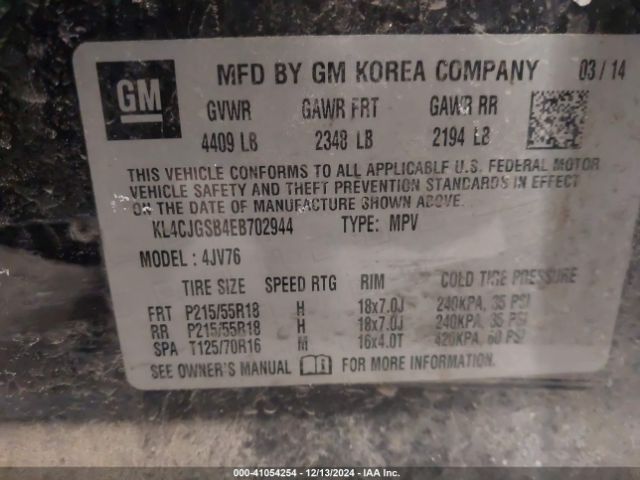 GM MFD BY GM KOREA COMPANY 03/14
GVWR GAWR FRT GAWR RR
4409 LB 2348 LB 2194 LB
THIS VEHICLE CONFORMS TO ALL APPLICABLE U.S. FEDERAL MOTOR
VEHICLE SAFETY AND THEFT PREVENTION STANDARDS IN EFFECT
ON THE DATE OF MANUFACTURE SHOWN ABOVE.
KL4CJGSB4EB702944 TYPE: MPV
MODEL: 4JV76
TIRE SIZE SPEED RTG RIM COLD TIRE PRESSURE
FRT P215/55R18 H 18x7.0J 240KPA, 35 PSI
RR P215/55R18 H 18x7.0J 240KPA, 35 PSI
SPA T125/70R16 M 16x4.0T 420KPA, 60 PSI
SEE OWNER'S MANUAL FOR MORE INFORMATION.
000-41054254 - 12/13/2024 - IAA Inc.